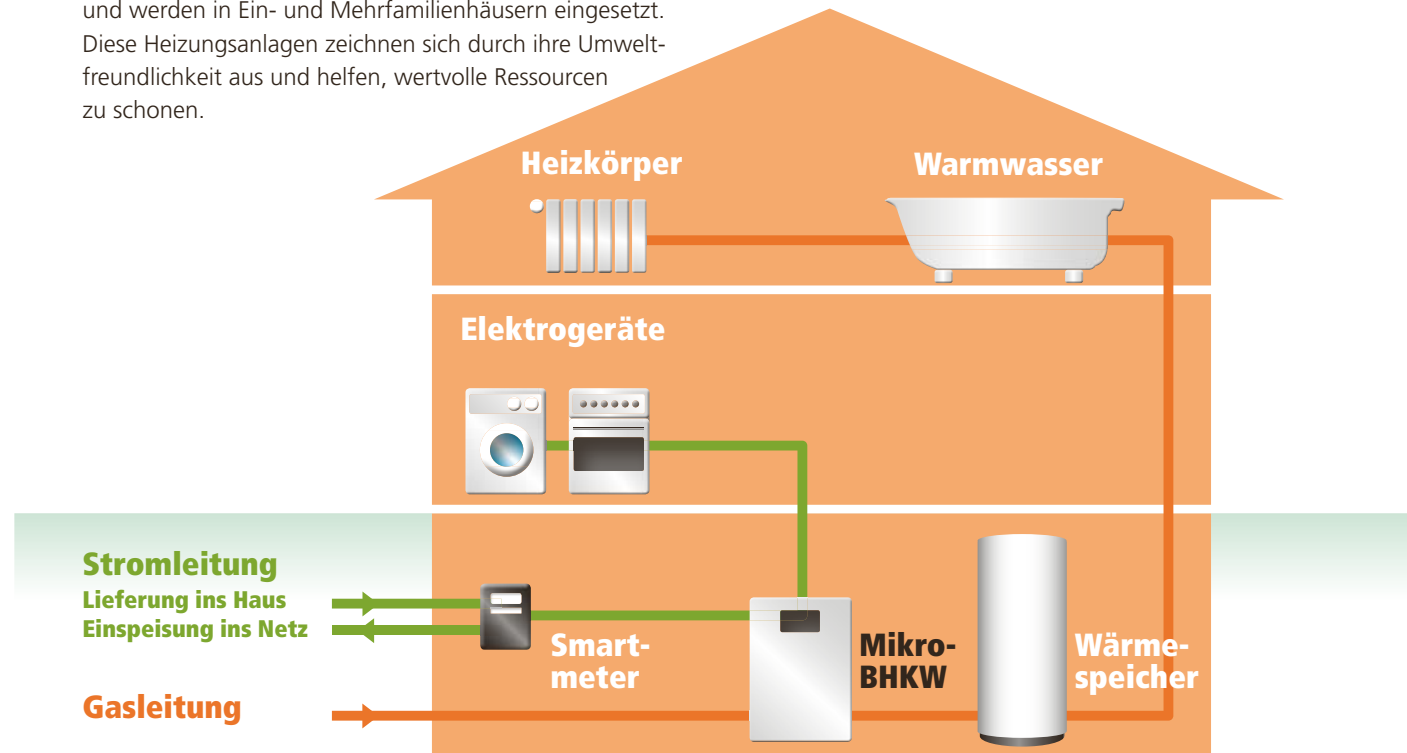 und werden in Ein- und Mehrfamilienhäusern eingesetzt.
Diese Heizungsanlagen zeichnen sich durch ihre Umwelt-
freundlichkeit aus und helfen, wertvolle Ressourcen
zu schonen.
Heizkörper
Warmwasser
Elektrogeräte
Stromleitung
Lieferung ins Haus
Einspeisung ins Netz
Smart-
meter
Mikro-
BHKW
Wärme-
speicher
Gasleitung